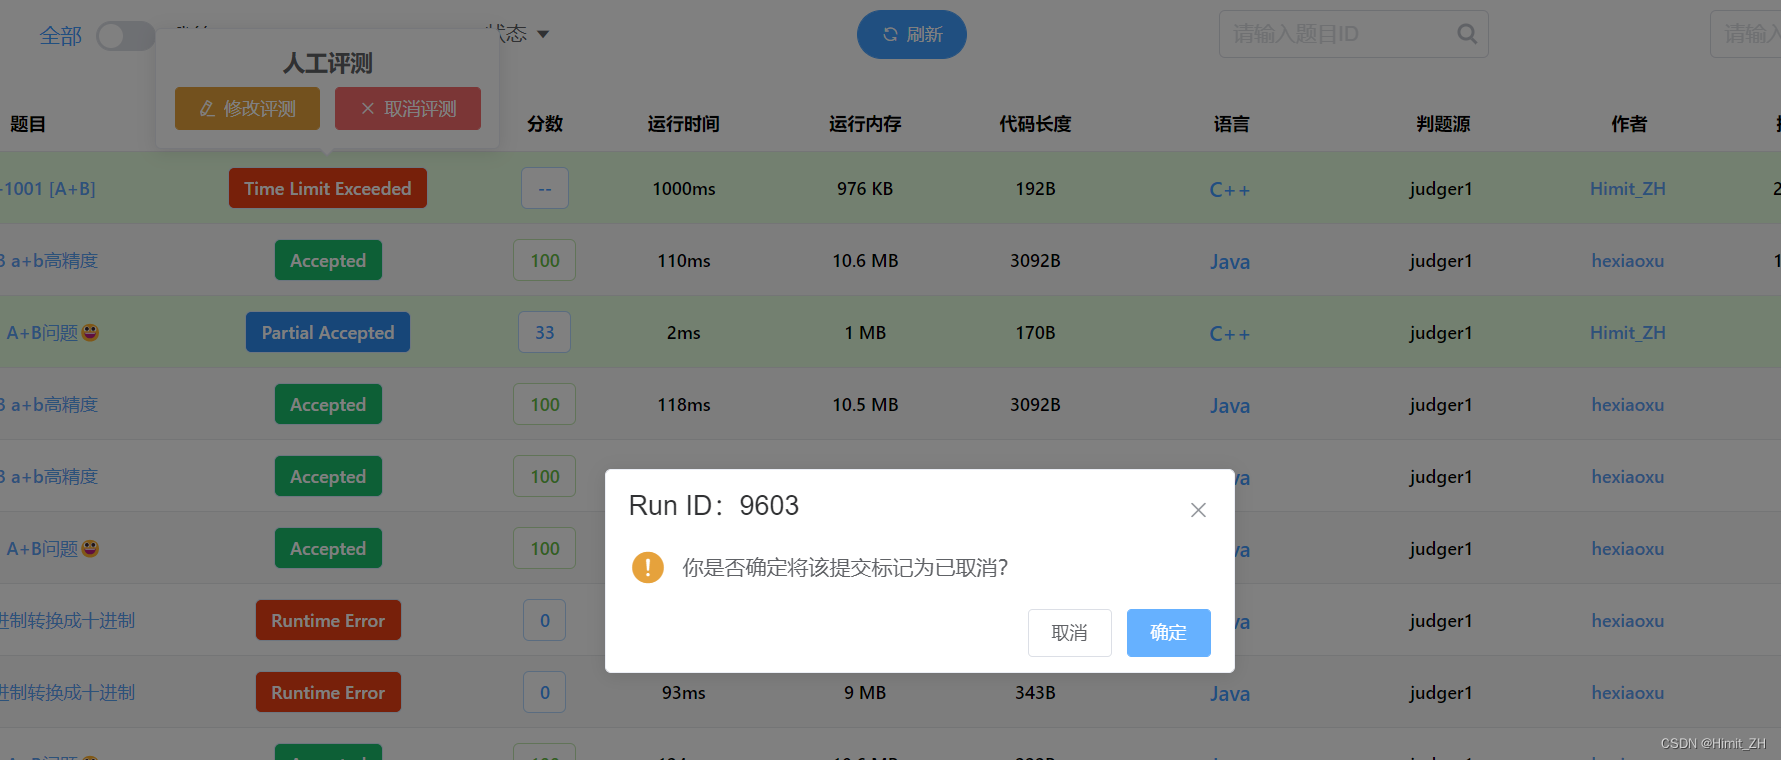 全部
状态
刷新
请输入题目ID
请输入
人工评测
修改评测 取消评测
题目 分数 运行时间 运行内存 代码长度 语言 判题源 作者
-1001 [A+B] Time Limit Exceeded -- 1000ms 976 KB 192B C++ judger1 Himit_ZH 2
3 a+b高精度 Accepted 100 110ms 10.6 MB 3092B Java judger1 hexiaoxu 1
A+B问题😀 Partial Accepted 33 2ms 1 MB 170B C++ judger1 Himit_ZH
3 a+b高精度 Accepted 100 118ms 10.5 MB 3092B Java judger1 hexiaoxu
3 a+b高精度 Accepted 100 va judger1 hexiaoxu
A+B问题😀 Accepted 100 va judger1 hexiaoxu
进制转换成十进制 Runtime Error 0 va judger1 hexiaoxu
进制转换成十进制 Runtime Error 0 93ms 9 MB 343B Java judger1 hexiaoxu
Run ID：9603
你是否确定将该提交标记为已取消?
取消 确定
CSDN @Himit_ZH